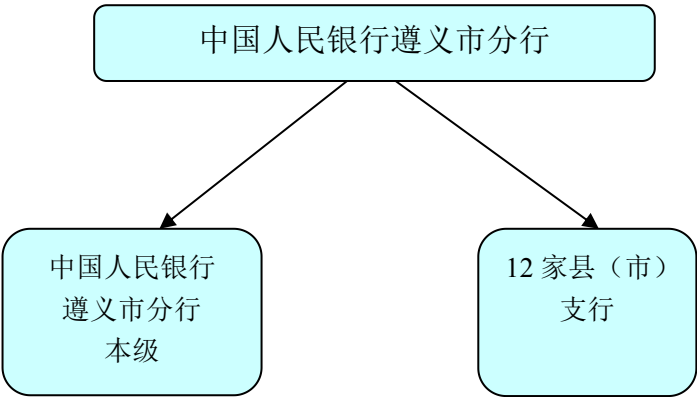 中国人民银行遵义市分行
中国人民银行
遵义市分行
本级
12 家县（市）
支行